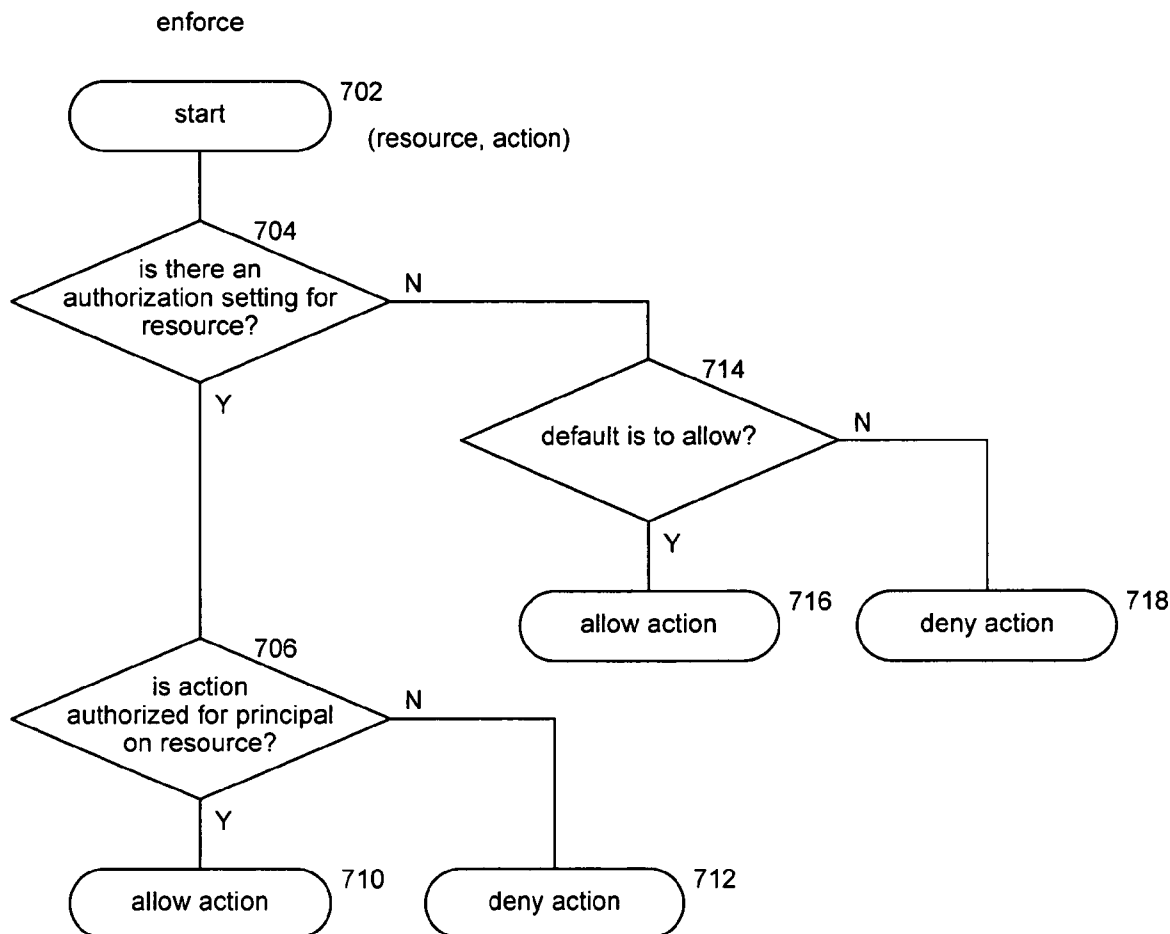 enforce
start
702
(resource, action)
704
is there an
authorization setting for
resource?
N
Y
714
default is to allow?
N
Y
allow action
716
deny action
718
706
is action
authorized for principal
on resource?
N
Y
allow action
710
deny action
712